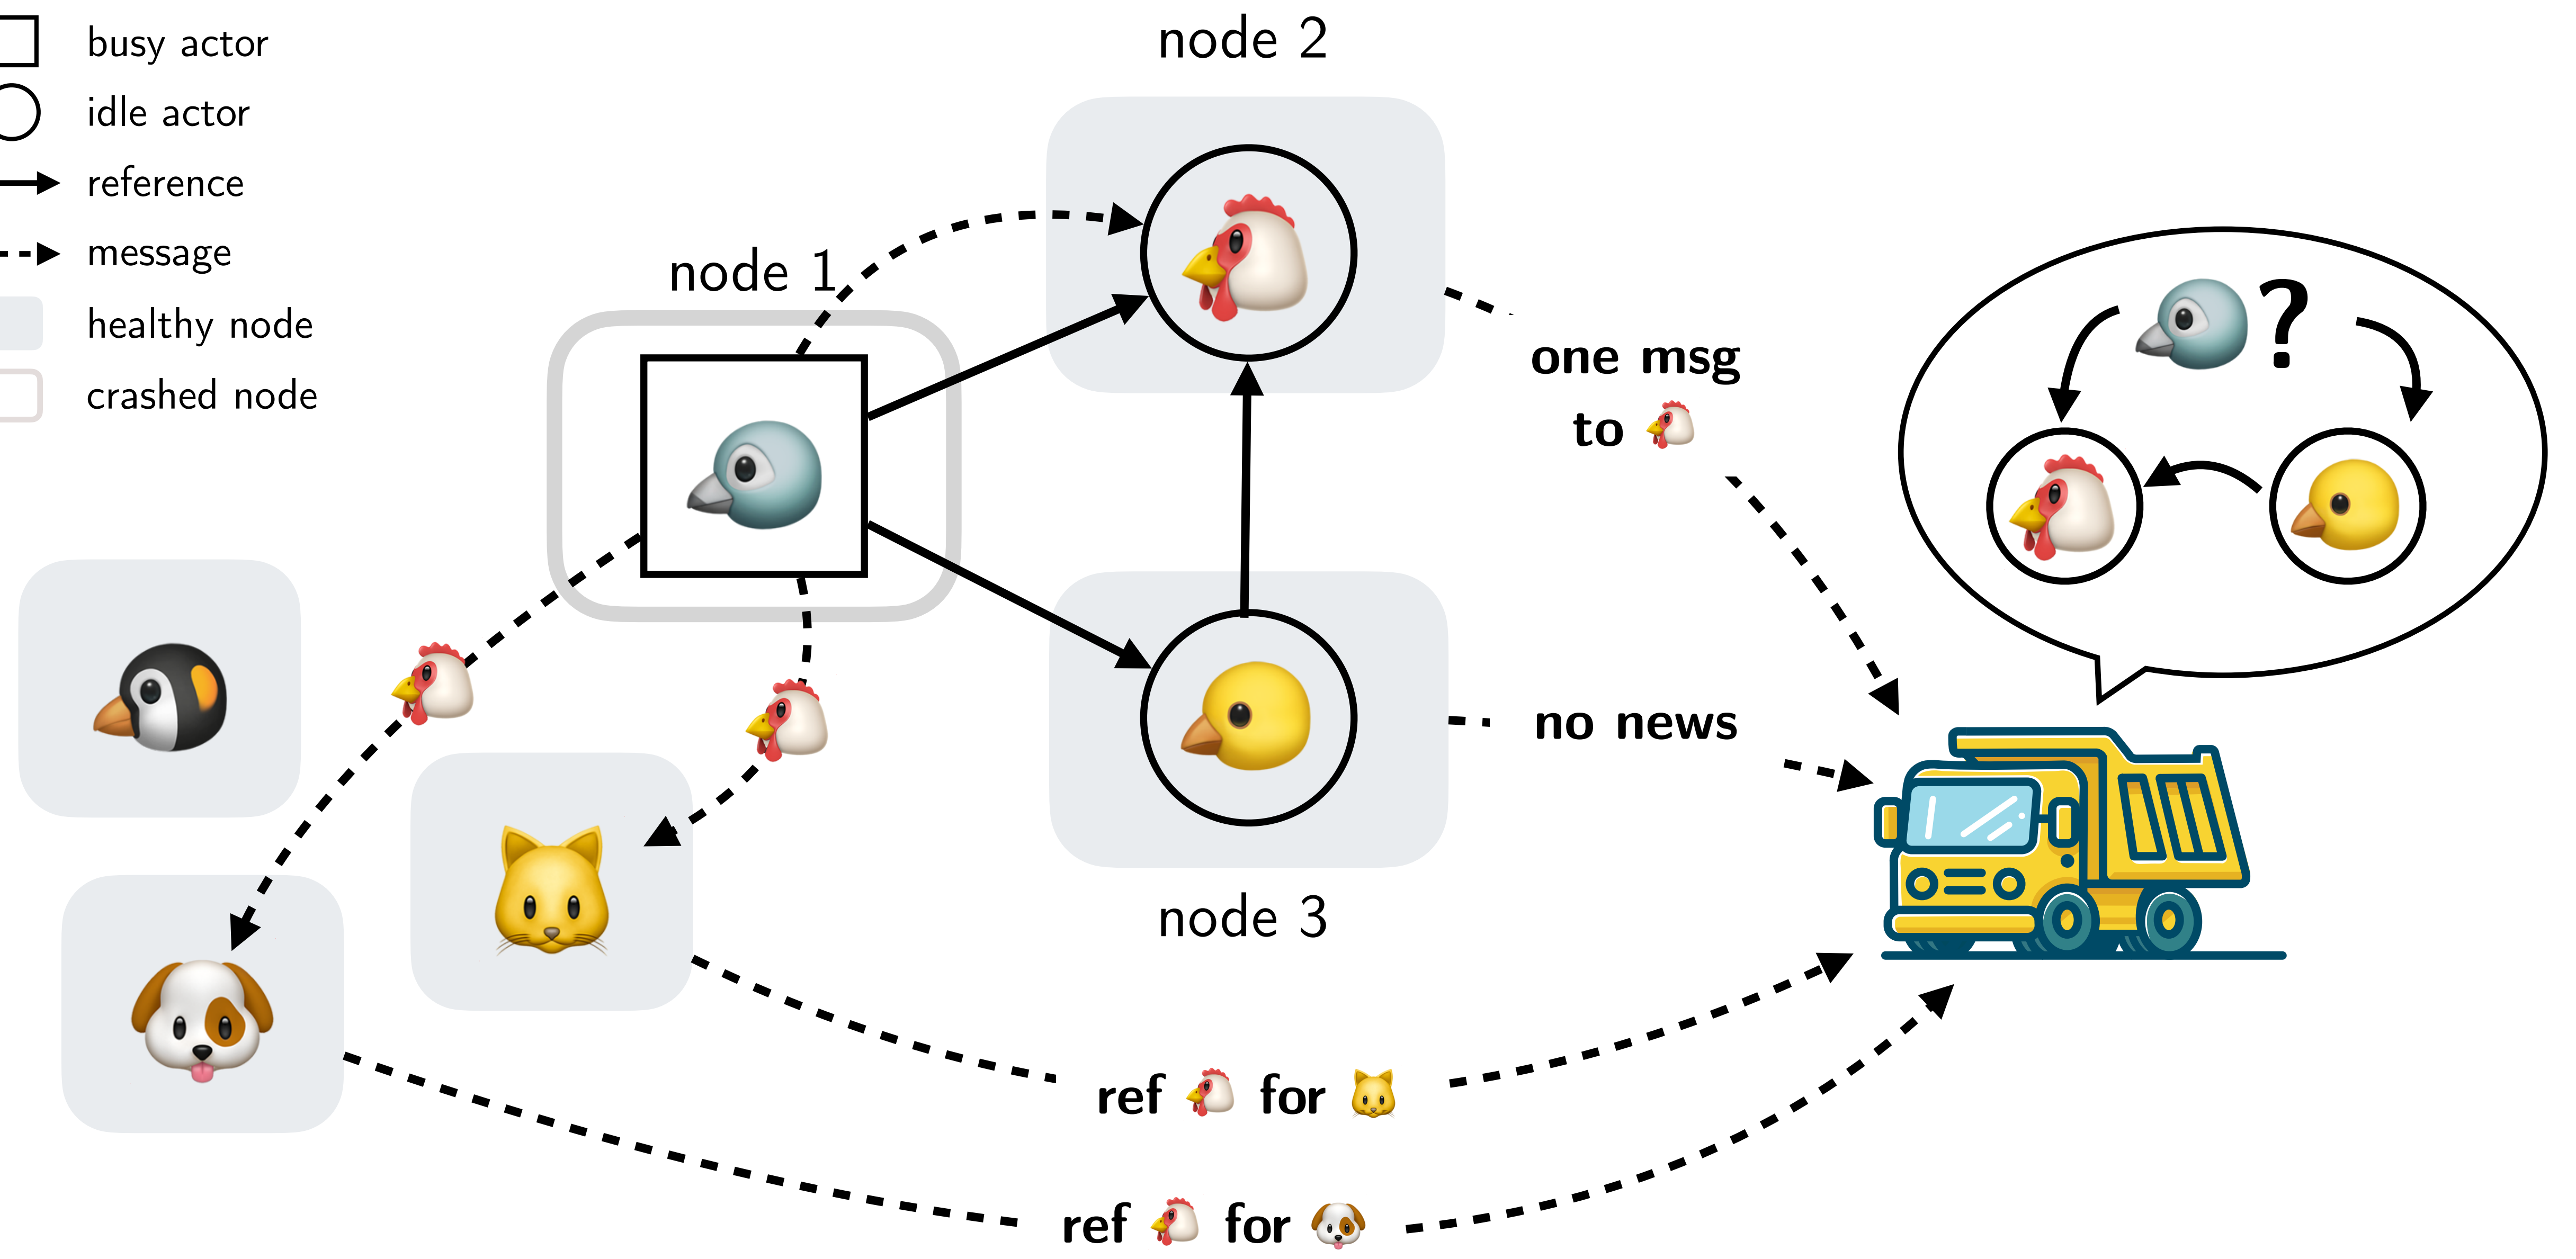 busy actor
idle actor
reference
message
healthy node
crashed node
node 2
node 1
one msg
to
?
no news
node 3
ref for
ref for